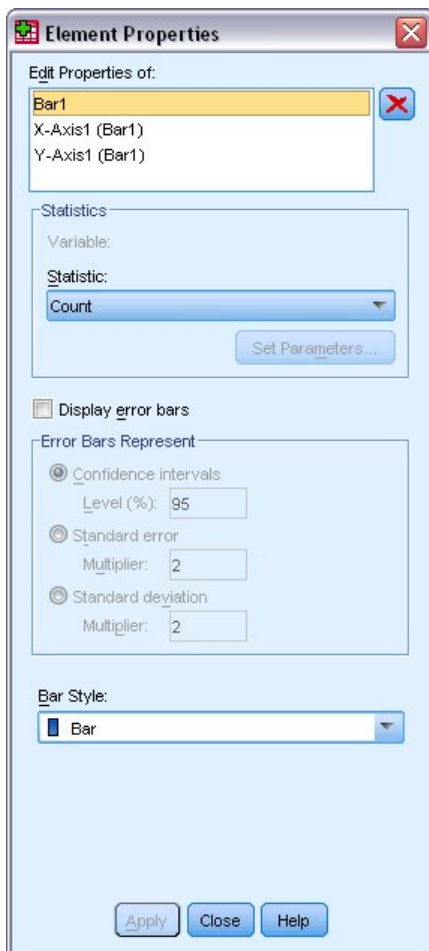 Element Properties
Edit Properties of:
Bar1
X-Axis1 (Bar1)
Y-Axis1 (Bar1)
Statistics
Variable:
Statistic:
Count
Set Parameters...
Display error bars
Error Bars Represent
Confidence intervals
Level (%): 95
Standard error
Multiplier: 2
Standard deviation
Multiplier: 2
Bar Style:
Bar
Apply Close Help